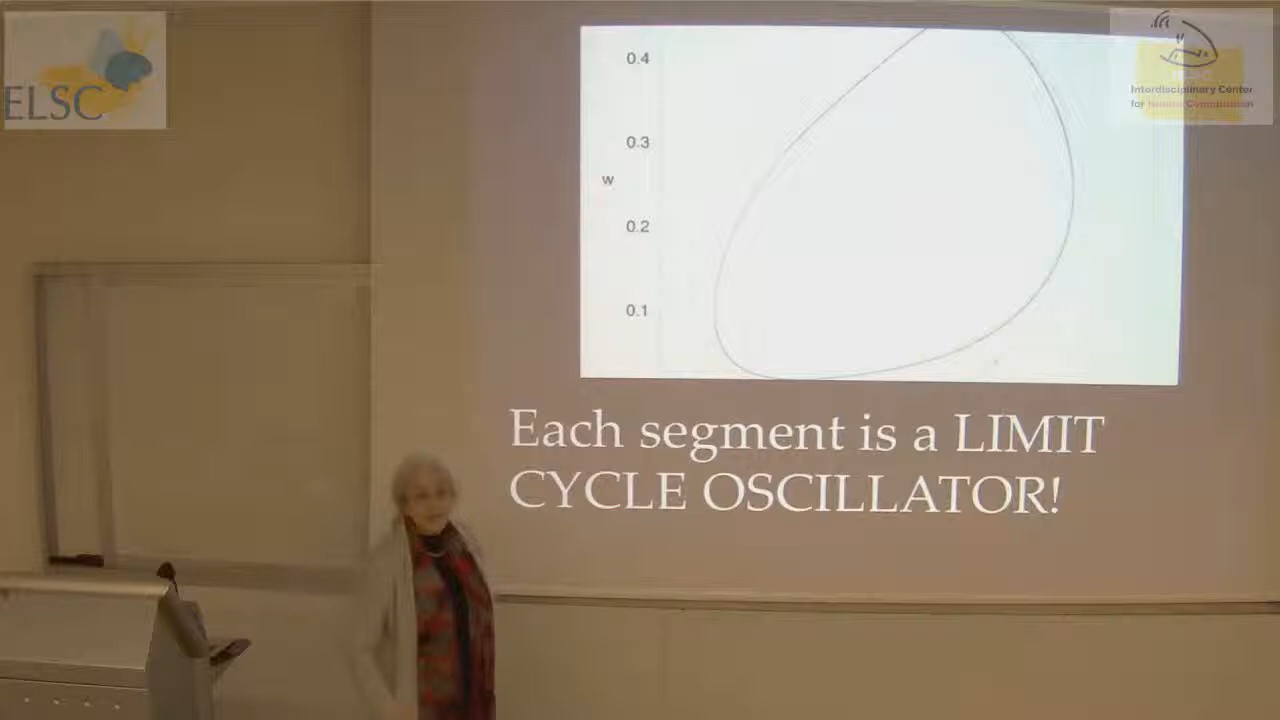 ELSC
0.4
0.3
w
0.2
0.1
Each segment is a LIMIT
CYCLE OSCILLATOR!
Interdisciplinary Center
for Neural Computation